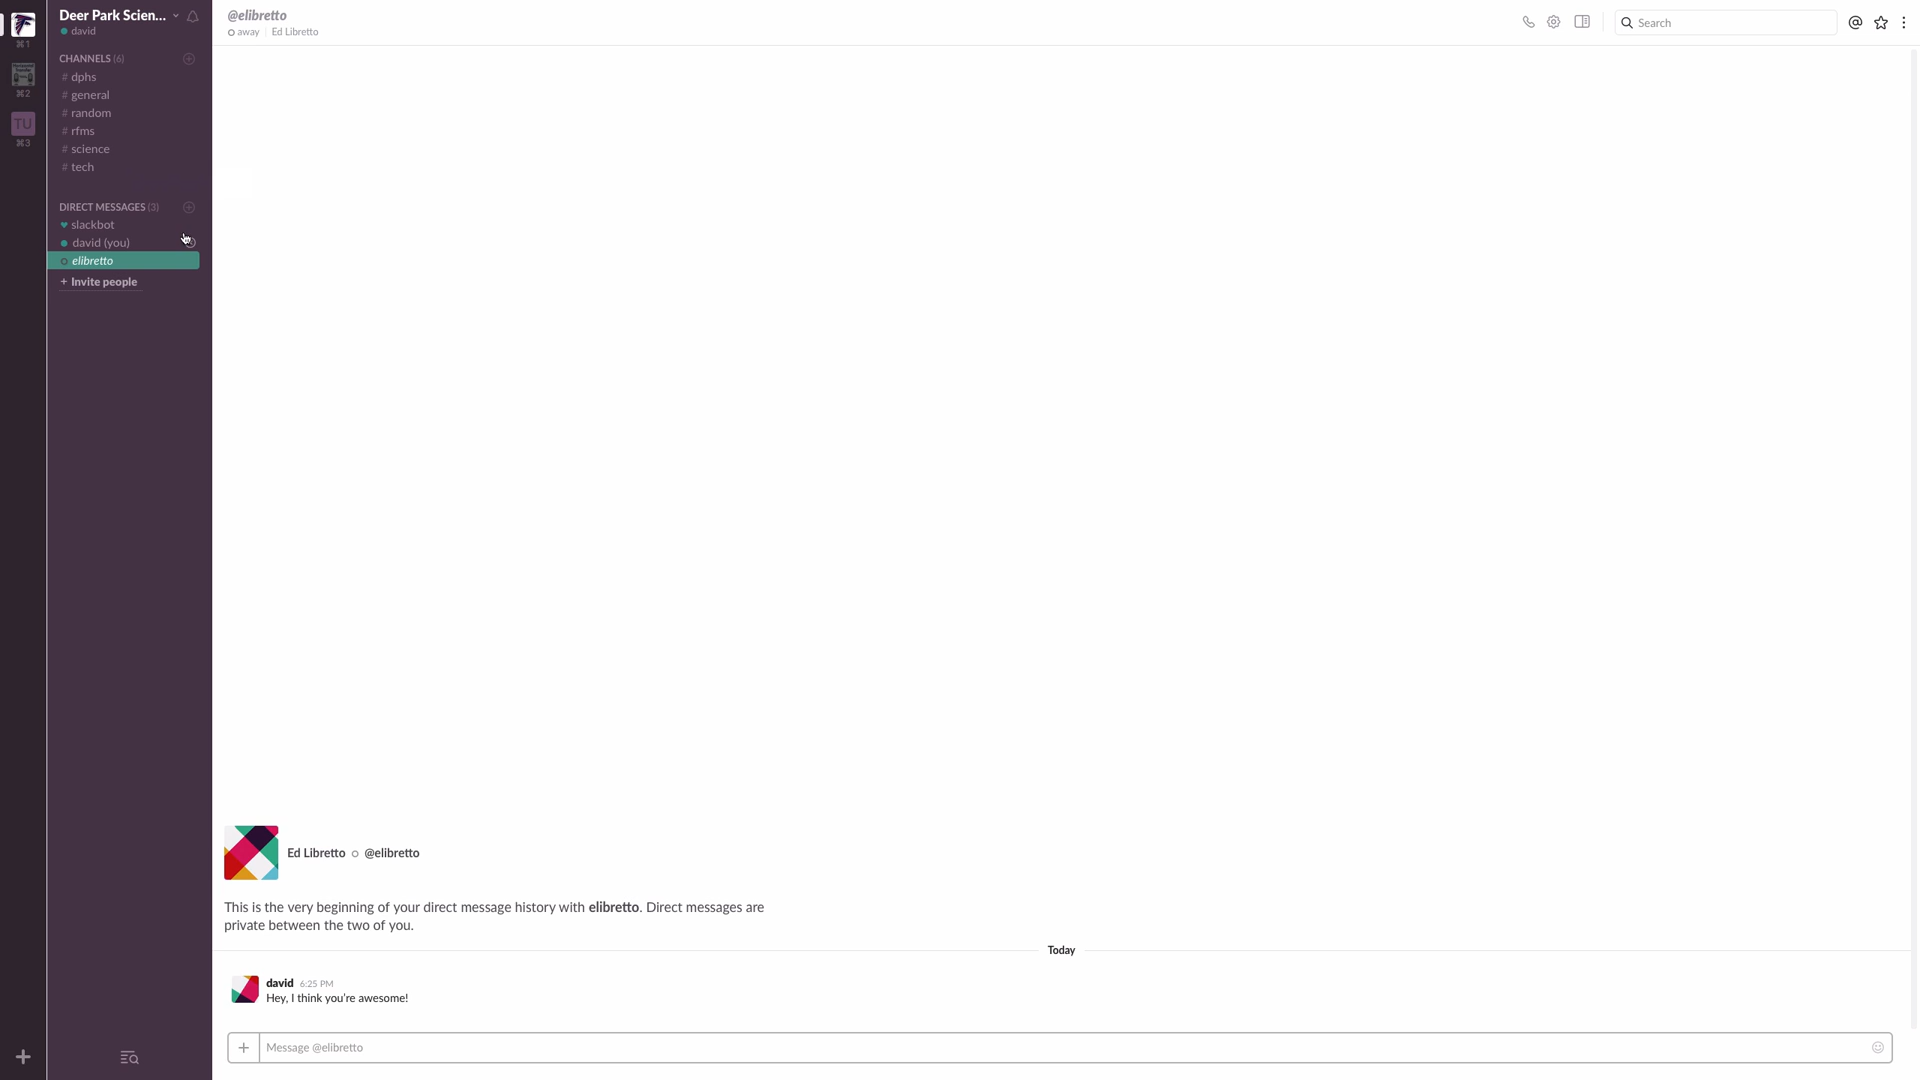 Deer Park Scien...
david
⌘1
⌘2
TU
⌘3
CHANNELS (6)
# dphs
# general
# random
# rfms
# science
# tech
DIRECT MESSAGES (3)
slackbot
david (you)
elibretto
+ Invite people
@elibretto
away | Ed Libretto
Search
Ed Libretto @elibretto
This is the very beginning of your direct message history with elibretto. Direct messages are
private between the two of you.
Today
david 6:25 PM
Hey, I think you're awesome!
Message @elibretto